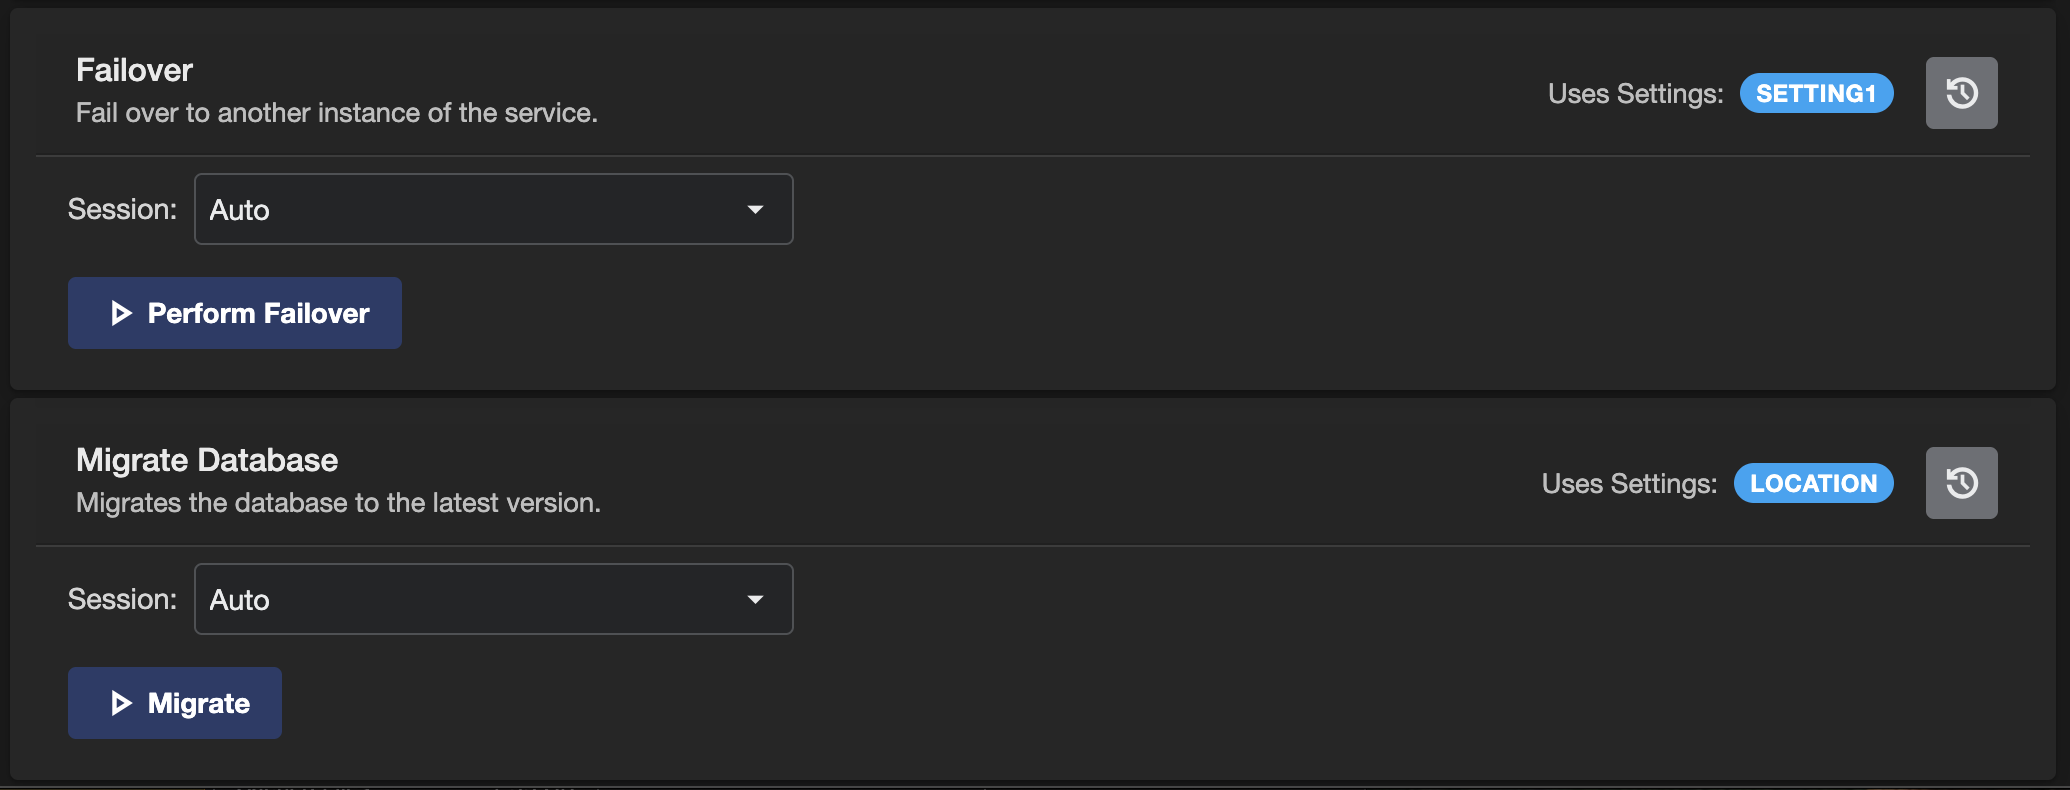 Failover
Fail over to another instance of the service.
Uses Settings: SETTING1
Session: Auto
Perform Failover
Migrate Database
Migrates the database to the latest version.
Uses Settings: LOCATION
Session: Auto
Migrate